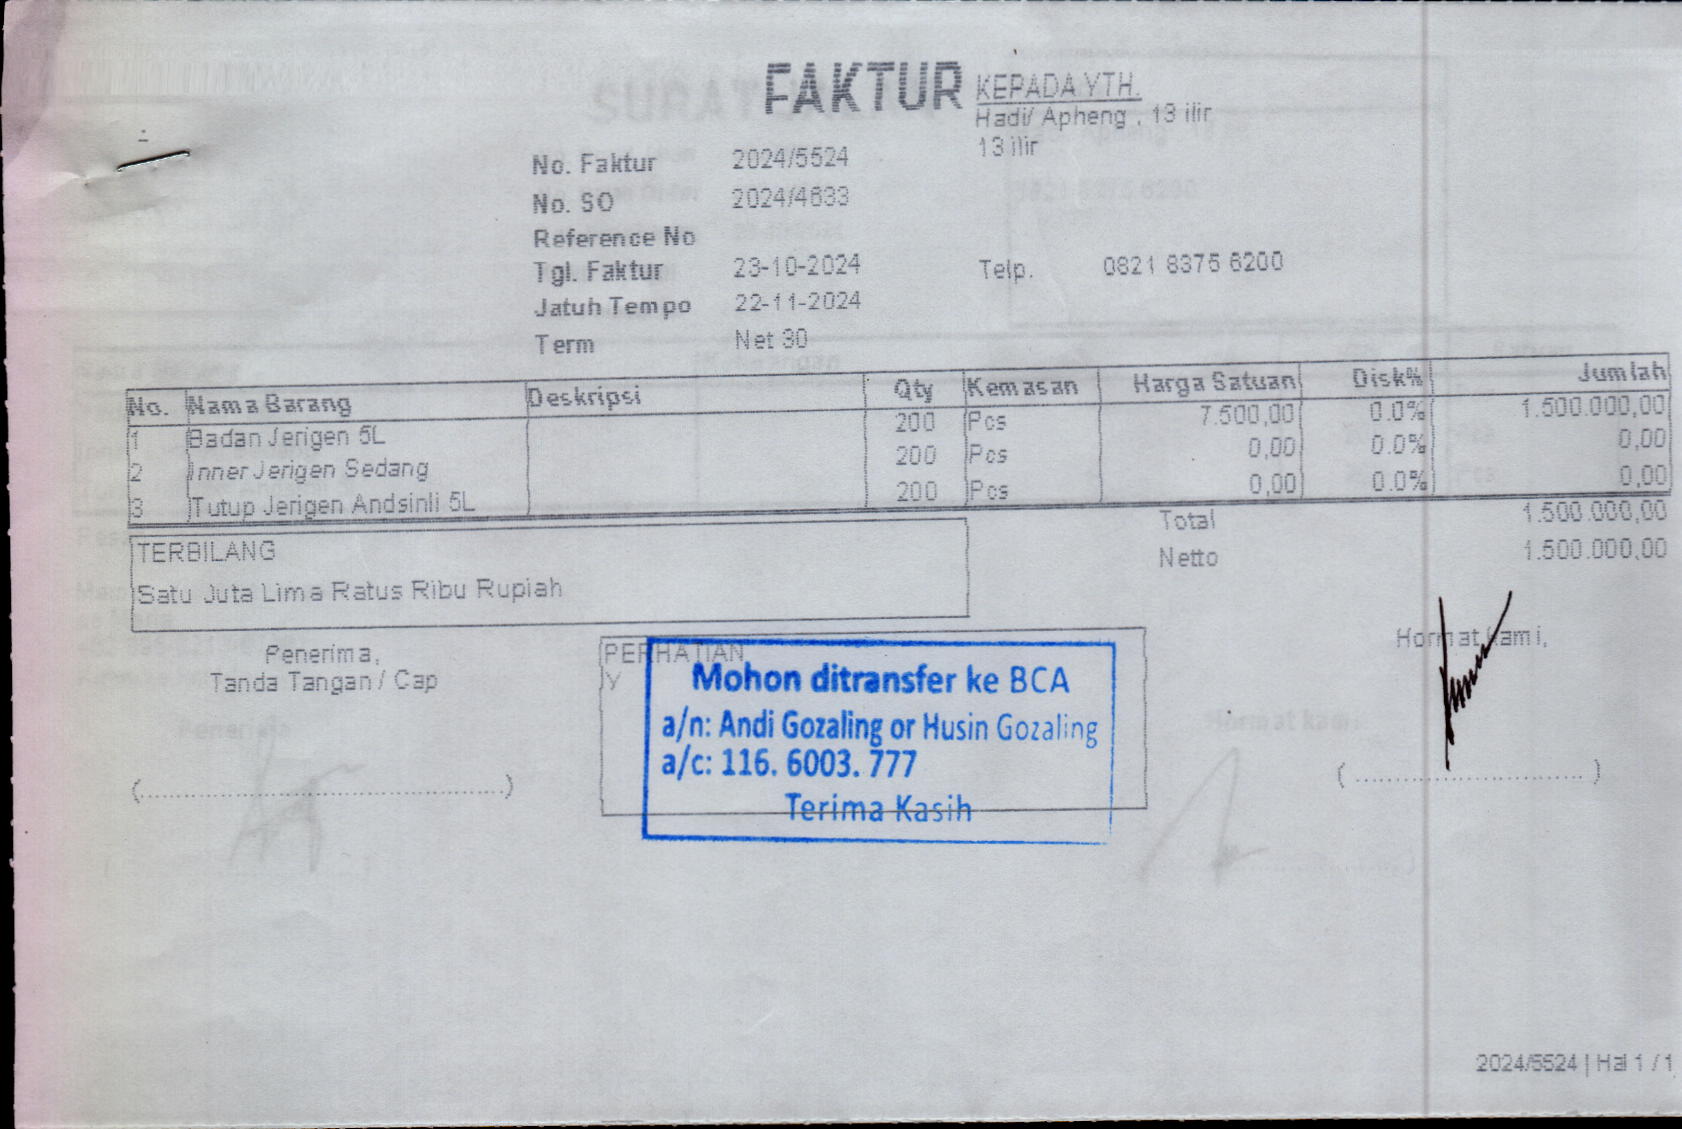 FAKTUR
KEPADA YTH.
Hadi/ Apheng , 13 ilir
13 ilir
No. Faktur 2024/5524
No. SO 2024/4633
Reference No
Tgl. Faktur 23-10-2024
Telp. 0821 8375 6200
Jatuh Tempo 22-11-2024
Term Net 30
No. Nama Barang Deskripsi Qty Kemasan Harga Satuan Disk% Jumlah
1 Badan Jerigen 5L 200 Pcs 7.500,00 0.0% 1.500.000,00
2 Inner Jerigen Sedang 200 Pcs 0,00 0.0% 0,00
3 Tutup Jerigen Andsinli 5L 200 Pcs 0,00 0.0% 0,00
Total 1.500.000,00
Netto 1.500.000,00
TERBILANG
Satu Juta Lima Ratus Ribu Rupiah
Penerima,
Tanda Tangan / Cap
(....................)
PERHATIAN
Y
Mohon ditransfer ke BCA
a/n: Andi Gozaling or Husin Gozaling
a/c: 116. 6003. 777
Terima Kasih
Hormat kami,
(....................)
2024/5524 | Hal 1 / 1